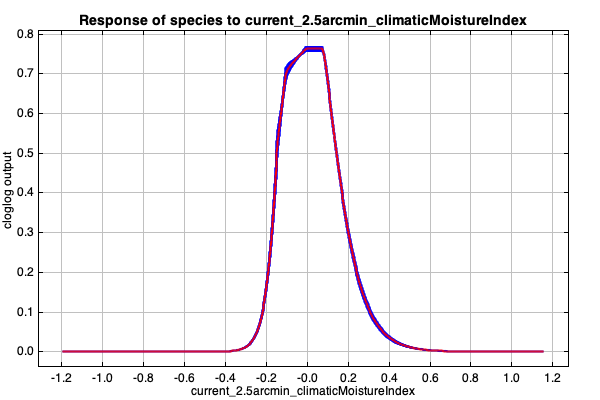 Response of species to current_2.5arcmin_climaticMoistureIndex
0.8
0.7
0.6
0.5
0.4
0.3
0.2
0.1
0.0
cloglog output
-1.2 -1.0 -0.8 -0.6 -0.4 -0.2 -0.0 0.2 0.4 0.6 0.8 1.0 1.2
current_2.5arcmin_climaticMoistureIndex